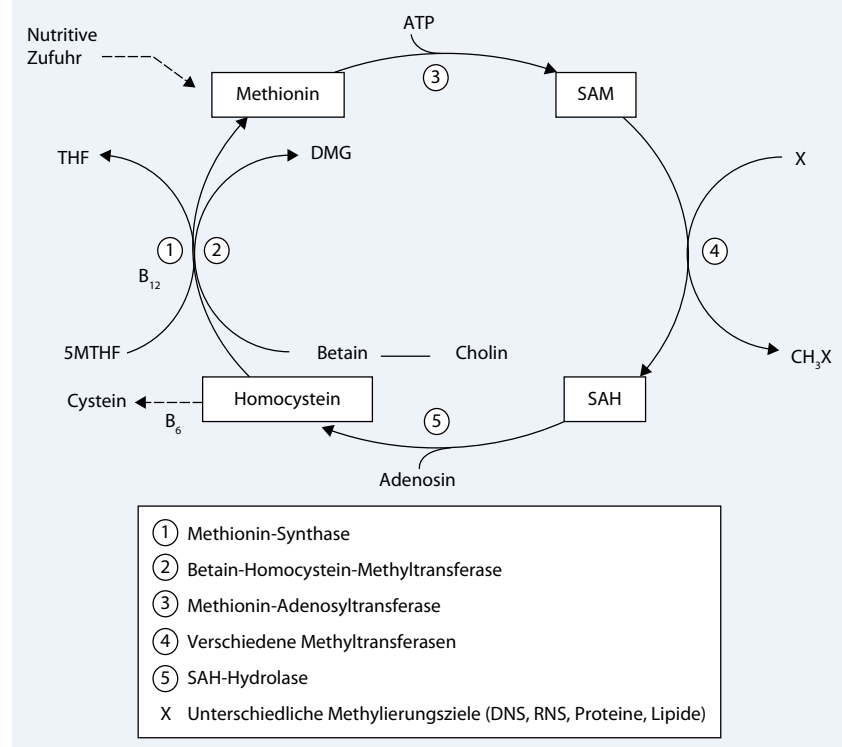 ATP
Nutritive
Zufuhr
3
Methionin
SAM
THF
DMG
X
1
2
4
B12
5MTHF
Betain
Cholin
CH3X
Cystein
Homocystein
SAH
B6
5
Adenosin
1 Methionin-Synthase
2 Betain-Homocystein-Methyltransferase
3 Methionin-Adenosyltransferase
4 Verschiedene Methyltransferasen
5 SAH-Hydrolase
X Unterschiedliche Methylierungsziele (DNS, RNS, Proteine, Lipide)